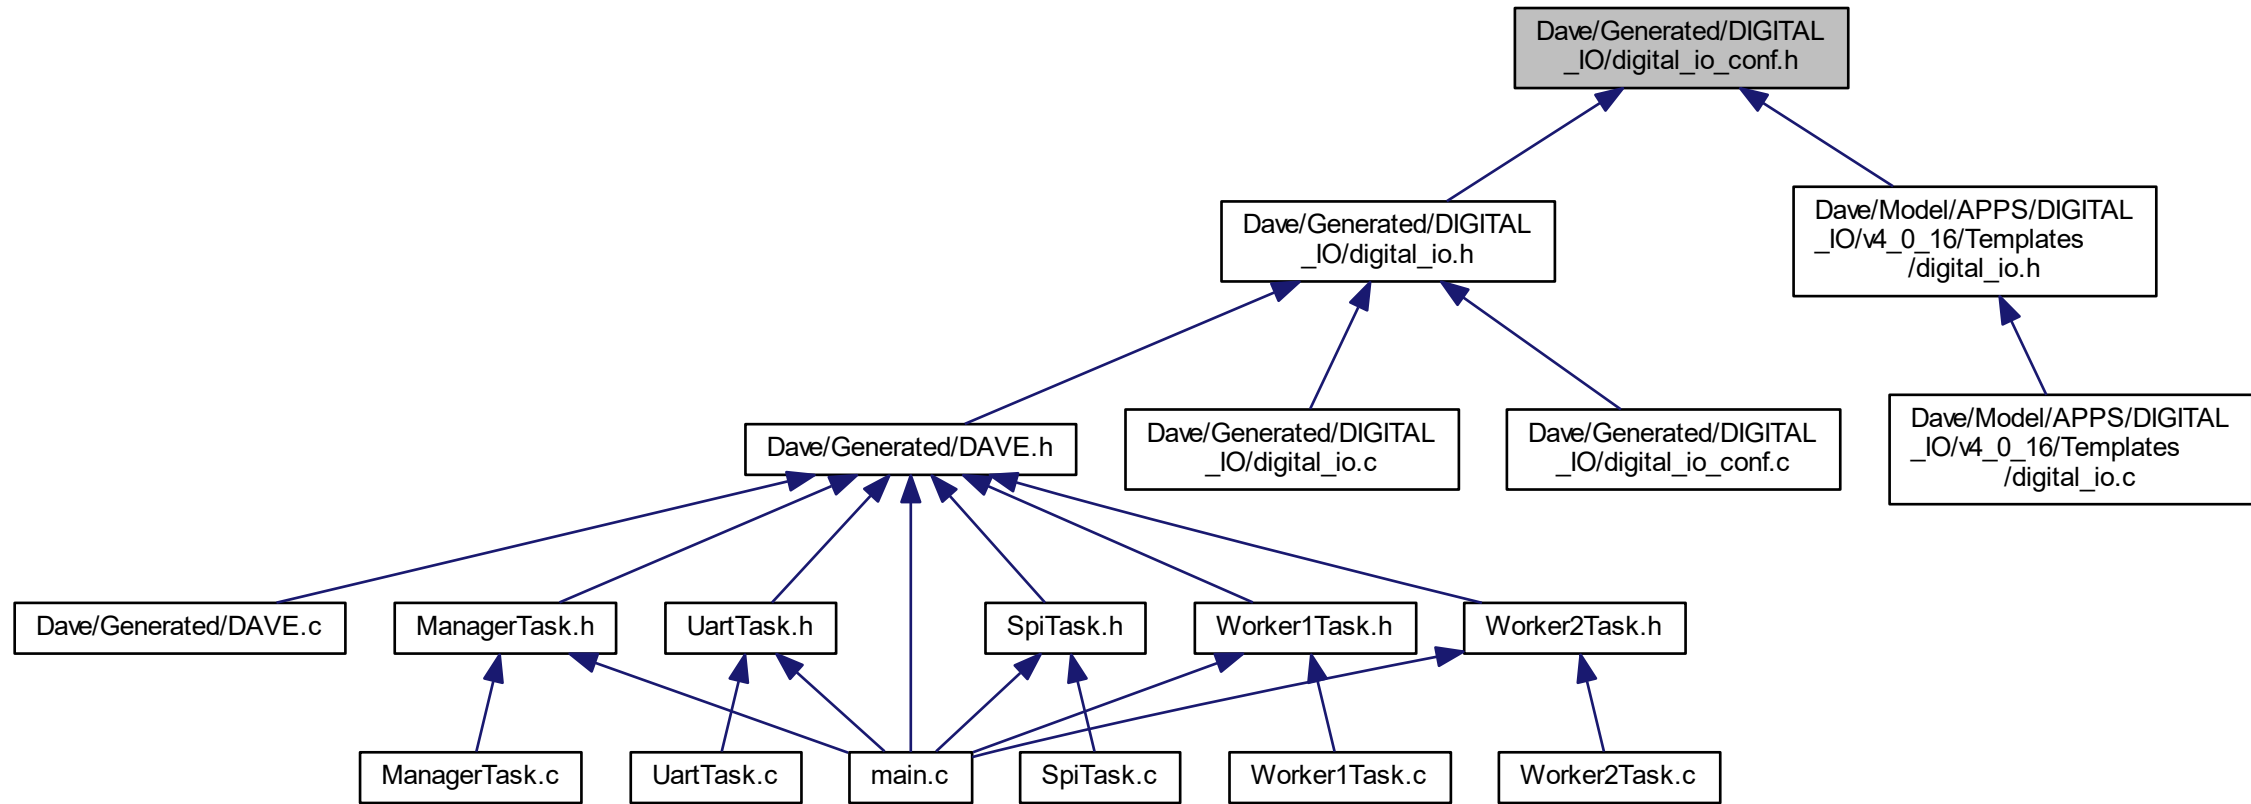 Dave/Generated/DIGITAL
_IO/digital_io_conf.h
Dave/Generated/DIGITAL
_IO/digital_io.h
Dave/Model/APPS/DIGITAL
_IO/v4_0_16/Templates
/digital_io.h
Dave/Generated/DAVE.h
Dave/Generated/DIGITAL
_IO/digital_io.c
Dave/Generated/DIGITAL
_IO/digital_io_conf.c
Dave/Model/APPS/DIGITAL
_IO/v4_0_16/Templates
/digital_io.c
Dave/Generated/DAVE.c
ManagerTask.h
UartTask.h
SpiTask.h
Worker1Task.h
Worker2Task.h
ManagerTask.c
UartTask.c
main.c
SpiTask.c
Worker1Task.c
Worker2Task.c